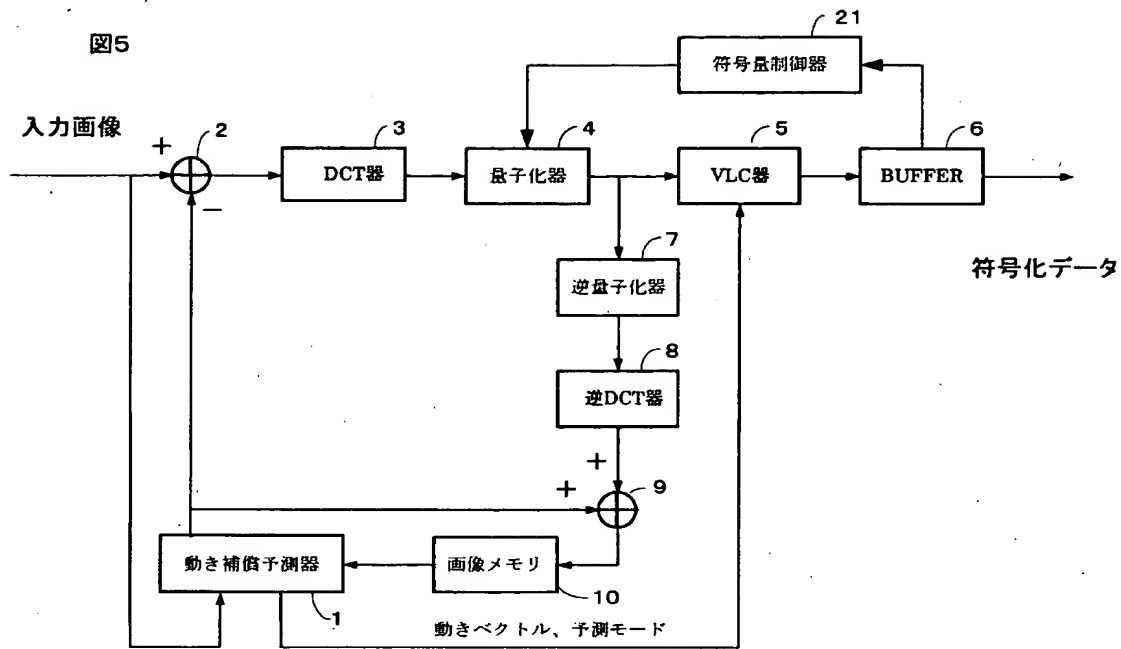 図5
21
符号量制御器
入力画像
+
2
3
4
5
6
DCT器
量子化器
VLC器
BUFFER
−
7
逆量子化器
符号化データ
8
逆DCT器
+
+
9
動き補償予測器
画像メモリ
1
10
動きベクトル、予測モード